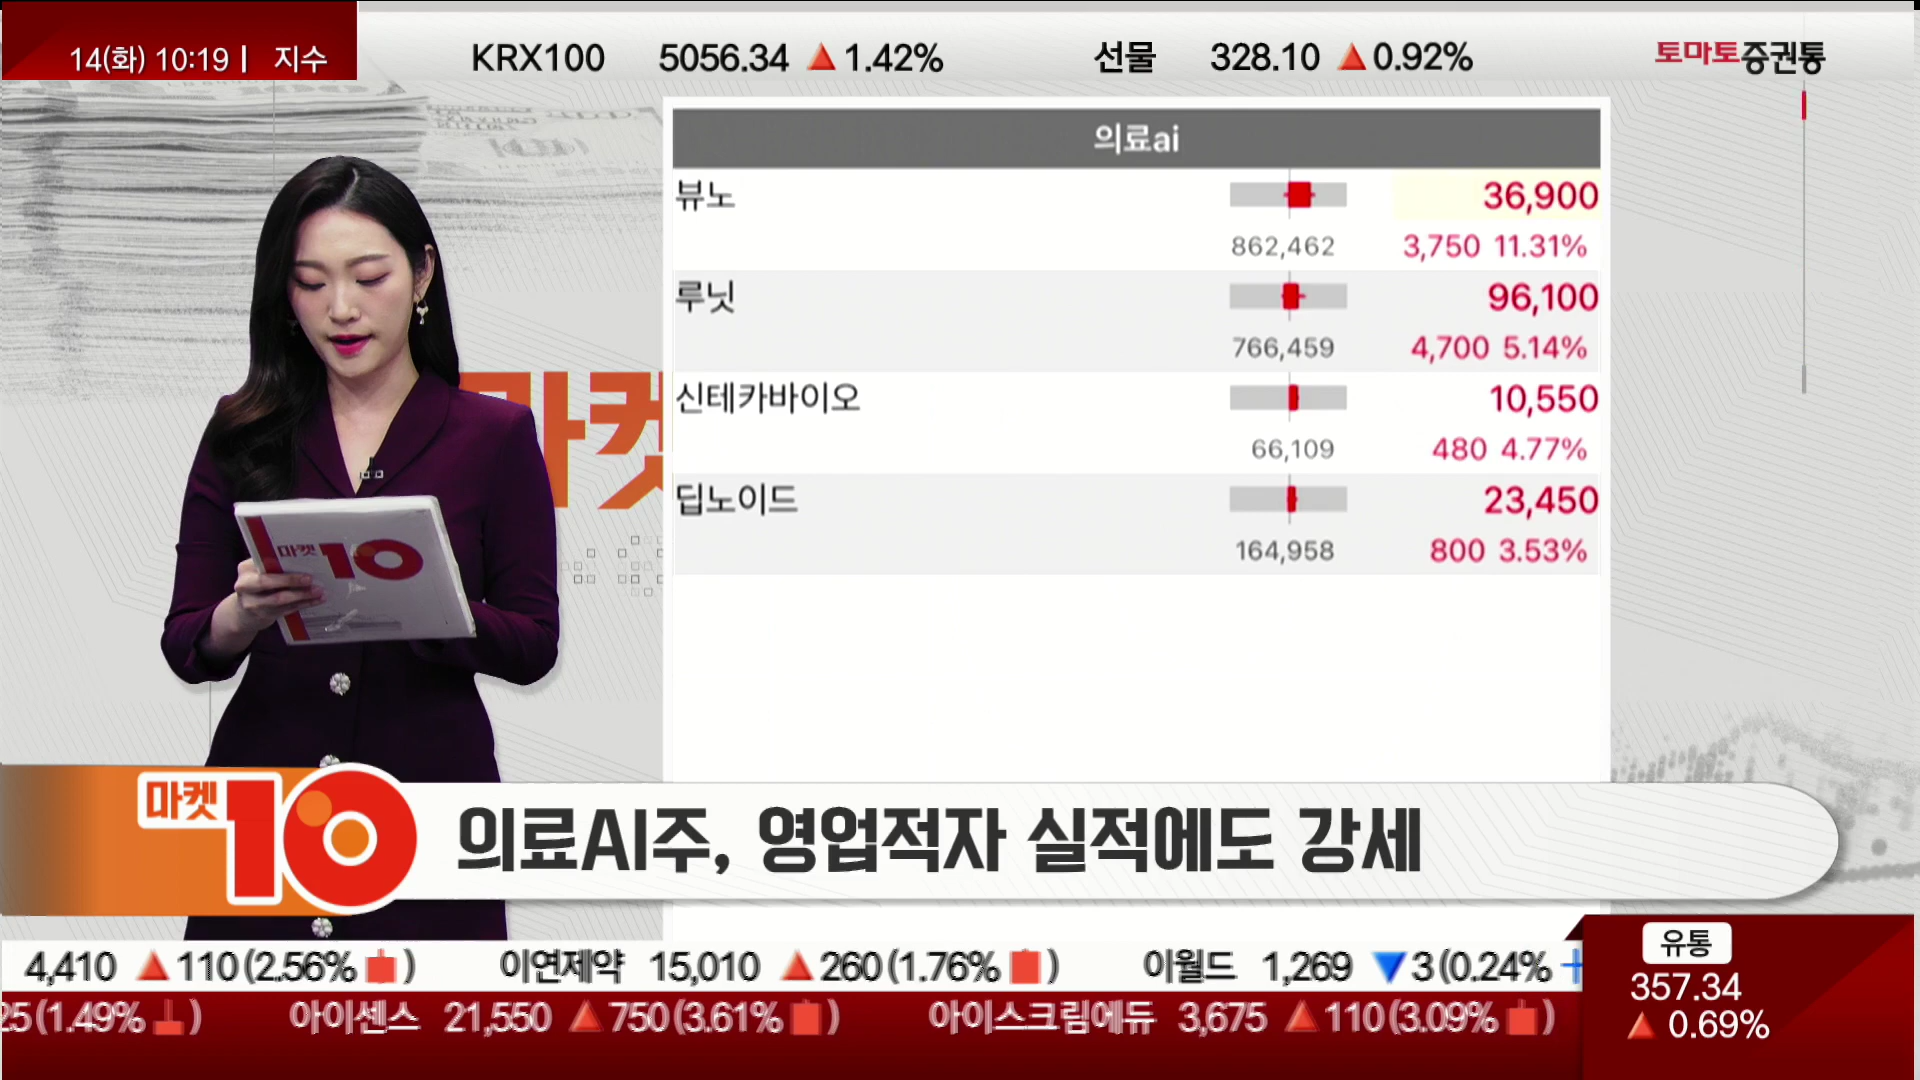 14(화) 10:19 | 지수 KRX100 5056.34 ▲ 1.42% 선물 328.10 ▲ 0.92% 토마토증권통
의료ai
뷰노 36,900
862,462 3,750 11.31%
루닛 96,100
766,459 4,700 5.14%
신테카바이오 10,550
66,109 480 4.77%
딥노이드 23,450
164,958 800 3.53%
마켓
마켓 10
마켓 10 의료AI주, 영업적자 실적에도 강세
4,410 ▲ 110 (2.56% ) 이연제약 15,010 ▲ 260 (1.76% ) 이월드 1,269 ▼ 3 (0.24%
25 (1.49% ) 아이센스 21,550 ▲ 750 (3.61% ) 아이스크림에듀 3,675 ▲ 110 (3.09% )
유통
357.34
▲ 0.69%